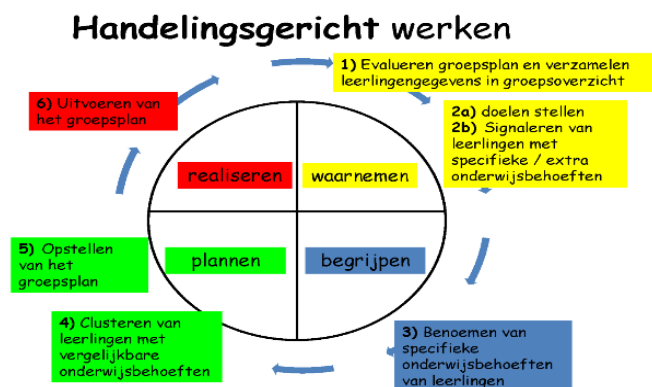 Handelingsgericht werken
1) Evalueren groepsplan en verzamelen
leerlingengegevens in groepsoverzicht
2a) doelen stellen
2b) Signaleren van
leerlingen met
specifieke / extra
onderwijsbehoeften
6) Uitvoeren van
het groepsplan
realiseren
waarnemen
plannen
begrijpen
5) Opstellen
van het
groepsplan
4) Clusteren van
leerlingen met
vergelijkbare
onderwijsbehoeften
3) Benoemen van
specifieke
onderwijsbehoeften
van leerlingen